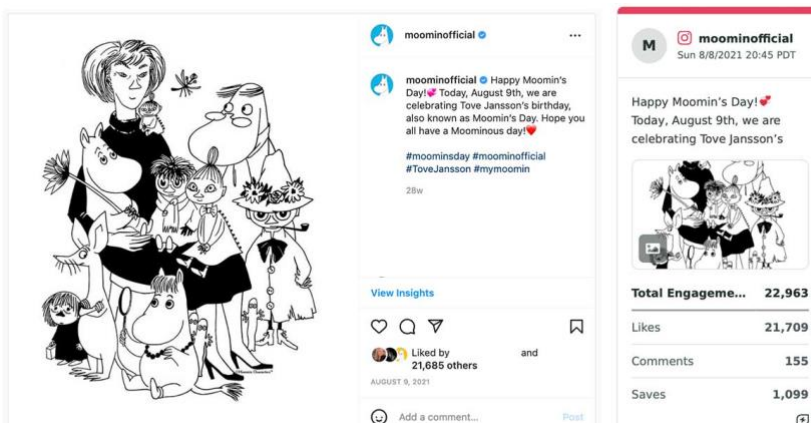 moominofficial
moominofficial Happy Moomin's
Day!💕 Today, August 9th, we are
celebrating Tove Jansson's birthday,
also known as Moomin's Day. Hope you
all have a Moominous day!❤️
#moominsday #moominofficial
#ToveJansson #mymoomin
28w
View Insights
Liked by and
21,685 others
AUGUST 9, 2021
Add a comment...
Post
M
moominofficial
Sun 8/8/2021 20:45 PDT
Happy Moomin's Day!💕
Today, August 9th, we are
celebrating Tove Jansson's
Total Engageme... 22,963
Likes 21,709
Comments 155
Saves 1,099